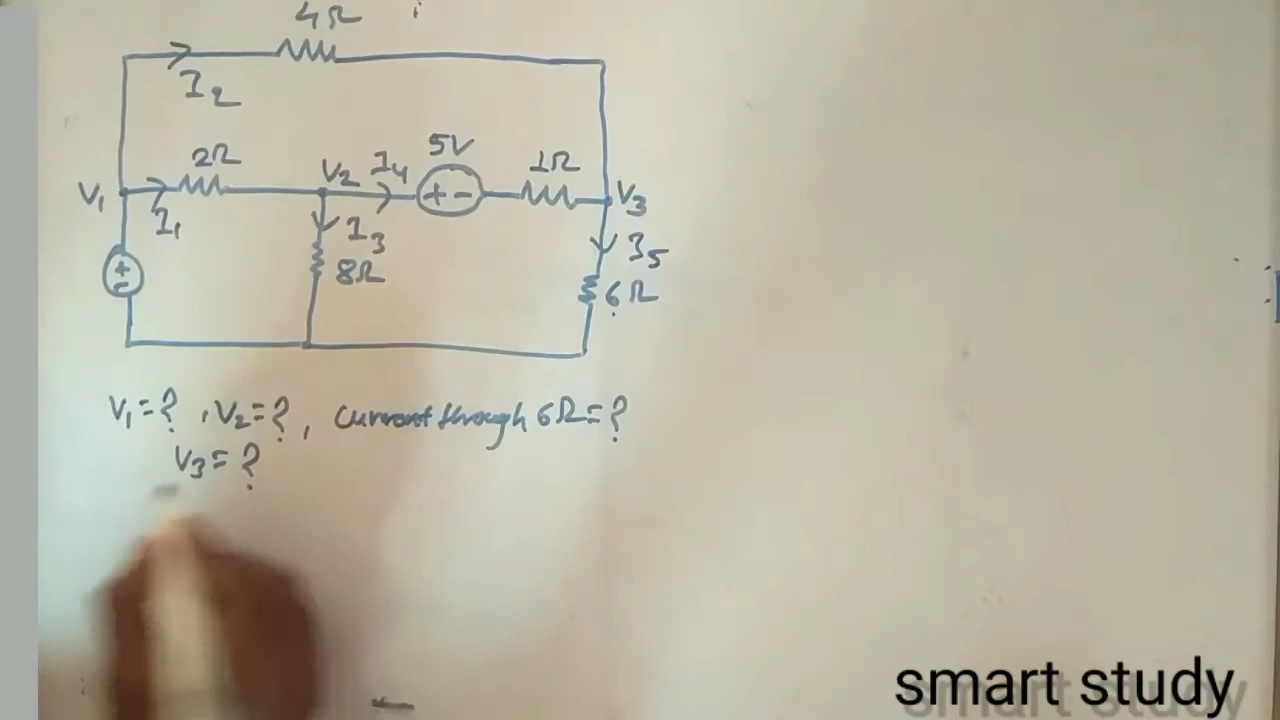 4Ω
I2
2Ω
V2
I4
5V
1Ω
V1
I1
V3
I3
8Ω
I5
6Ω
+ -
+
-
V1=? , V2=? , Current through 6Ω=?
V3=?
smart study